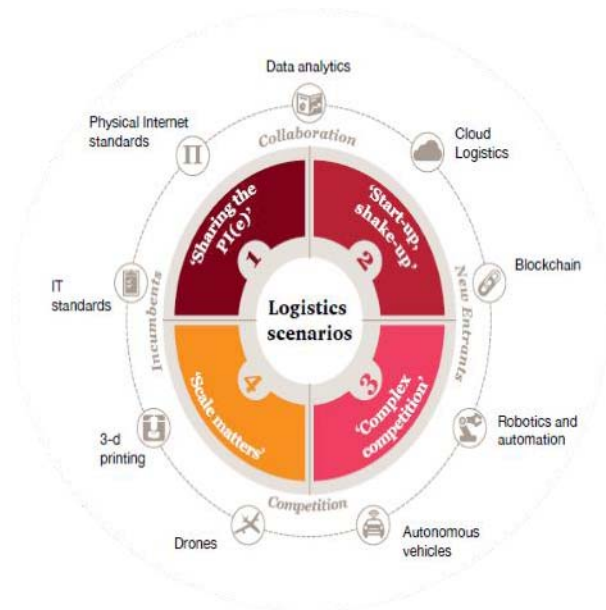 Data analytics
Physical Internet
standards
Π
Collaboration
Cloud
Logistics
'Sharing the
PI(e)'
1
'Start-up,
shake-up'
2
Blockchain
IT
standards
Incumbents
Logistics
scenarios
New Entrants
4
'Scale matters'
3
'Complex
competition'
3-d
printing
Robotics and
automation
Competition
Drones
Autonomous
vehicles